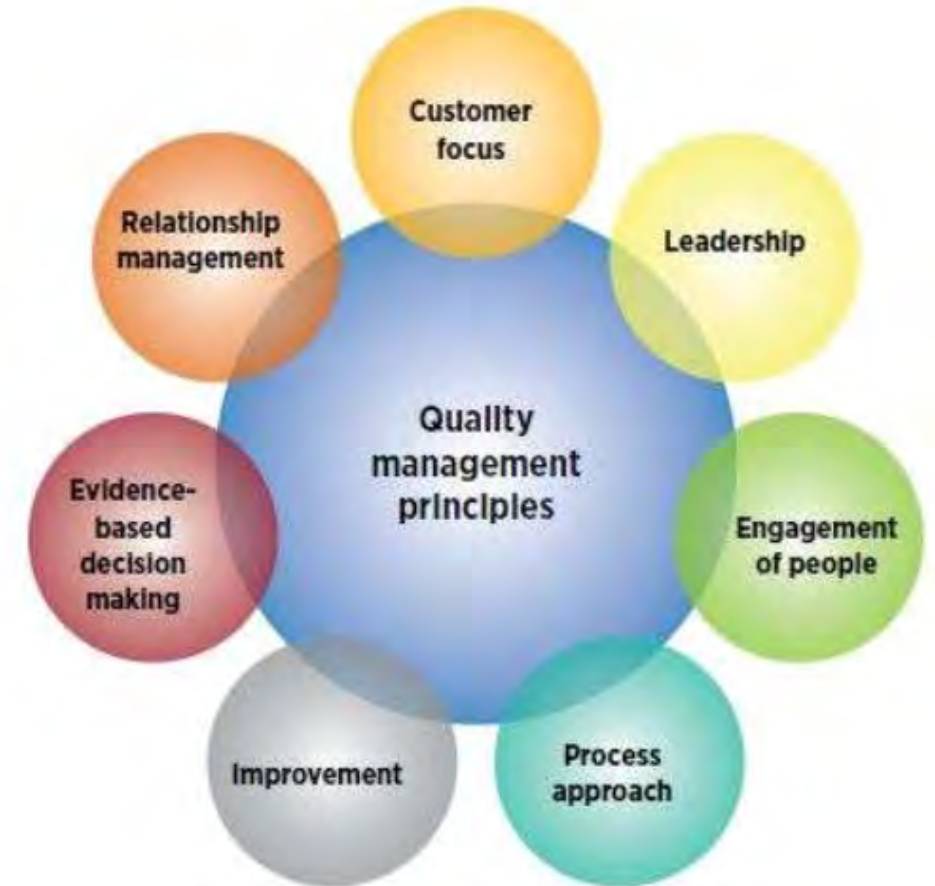 Customer
focus
Leadership
Engagement
of people
Process
approach
Improvement
Evidence-
based
decision
making
Relationship
management
Quality
management
principles